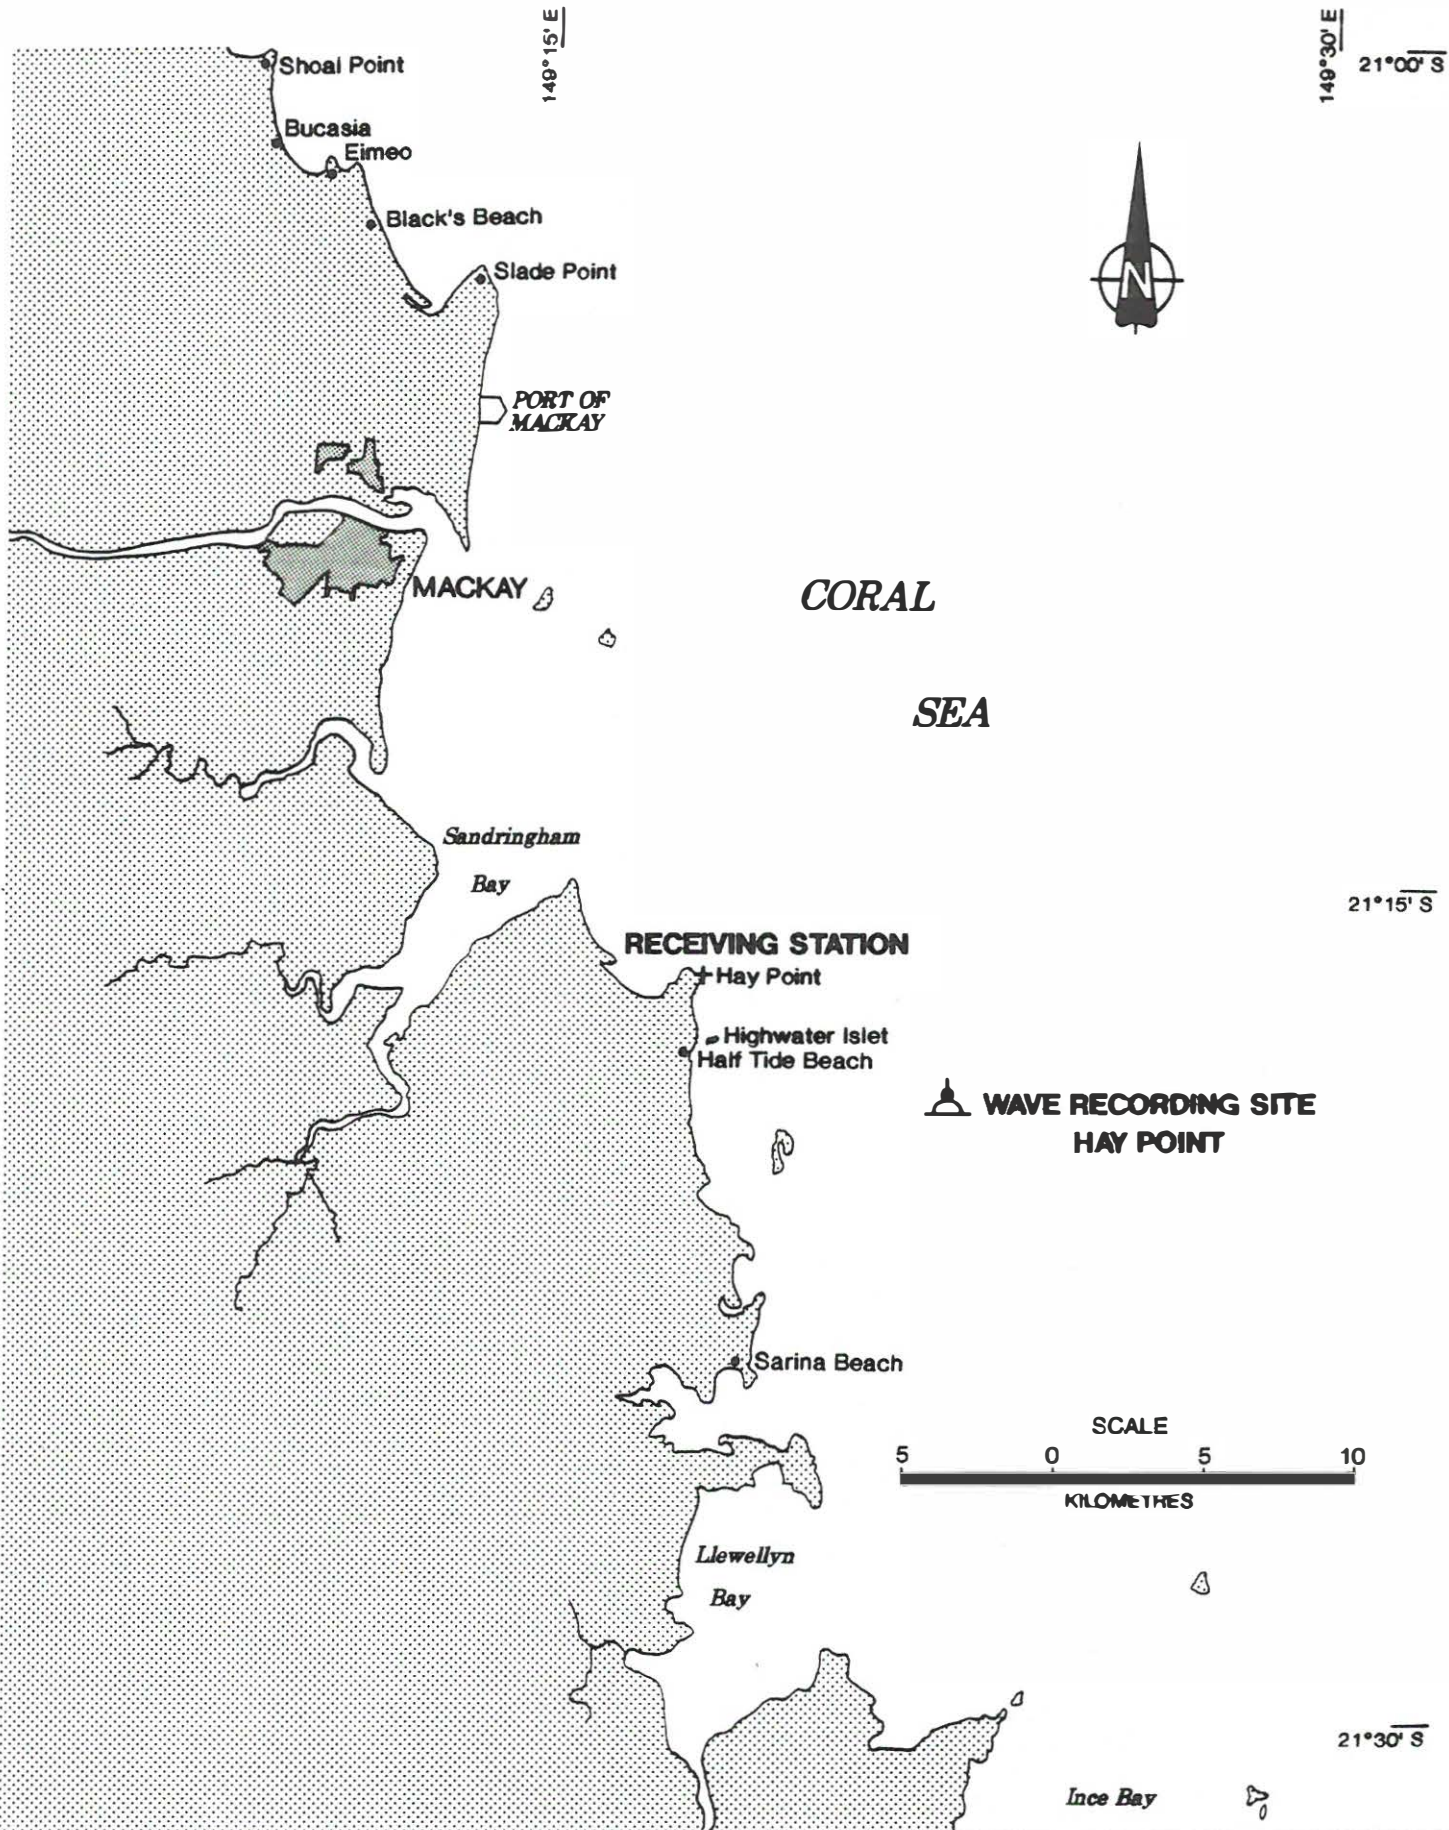 149°15' E
149°30' E
21°00' S
Shoal Point
Bucasia
Eimeo
Black's Beach
Slade Point
N
PORT OF
MACKAY
MACKAY
CORAL
SEA
Sandringham
Bay
21°15' S
RECEIVING STATION
Hay Point
Highwater Islet
Half Tide Beach
WAVE RECORDING SITE
HAY POINT
Sarina Beach
SCALE
5 0 5 10
KILOMETRES
Llewellyn
Bay
21°30' S
Ince Bay